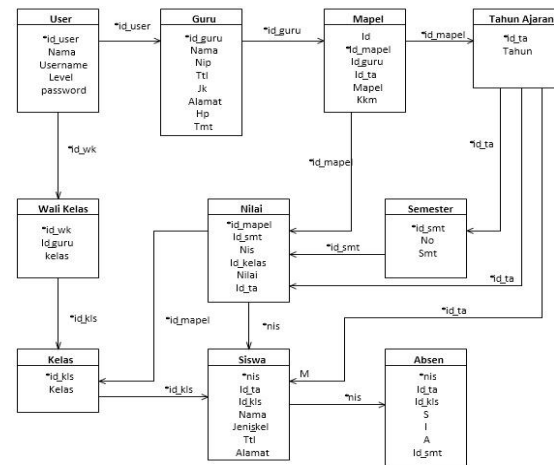 User
*id_user
Nama
Username
Level
password
*id_user
Guru
*id_guru
Nama
Nip
Ttl
Jk
Alamat
Hp
Tmt
*id_guru
Mapel
Id
*id_mapel
Id_guru
Id_ta
Mapel
Kkm
*id_mapel
Tahun Ajaran
*id_ta
Tahun
*id_wk
*id_mapel
*id_ta
Wali Kelas
*id_wk
Id_guru
kelas
Nilai
*id_mapel
Id_smt
Nis
Id_kelas
Nilai
Id_ta
*id_smt
Semester
*id_smt
No
Smt
*id_ta
*id_kls
*id_mapel
*nis
*id_ta
Kelas
*id_kls
Kelas
*id_kls
Siswa
*nis
Id_ta
Id_kls
Nama
Jeniskel
Ttl
Alamat
M
*nis
Absen
*nis
Id_ta
Id_kls
S
I
A
Id_smt